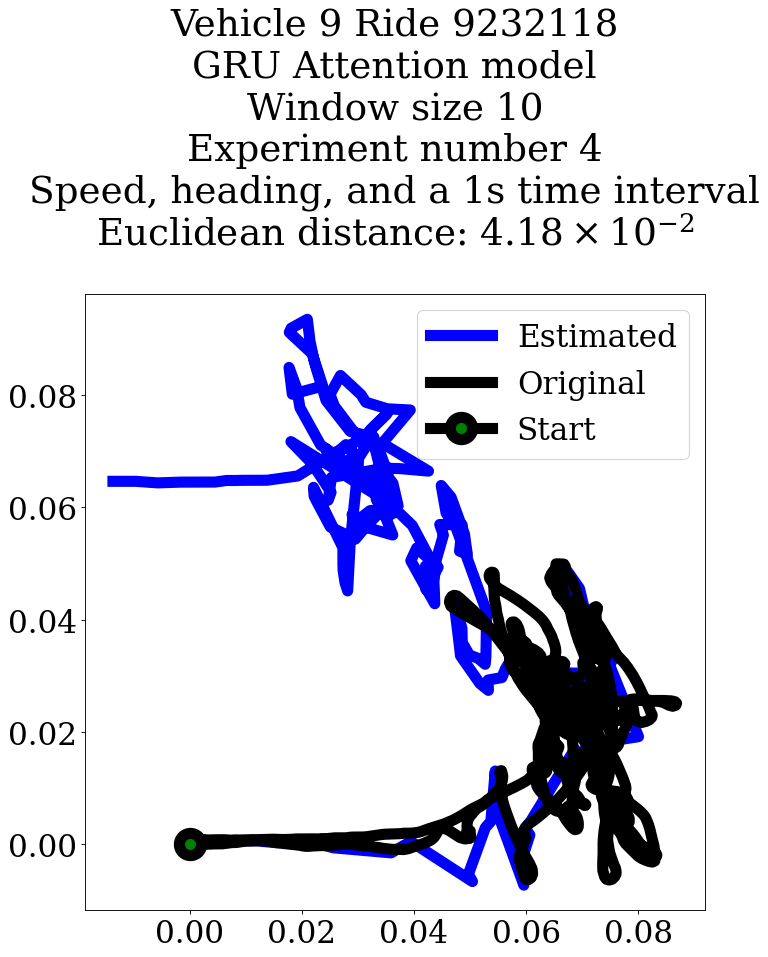 Vehicle 9 Ride 9232118
GRU Attention model
Window size 10
Experiment number 4
Speed, heading, and a 1s time interval
Euclidean distance: 4.18 × 10⁻²
Estimated
Original
Start
0.08
0.06
0.04
0.02
0.00
0.00 0.02 0.04 0.06 0.08